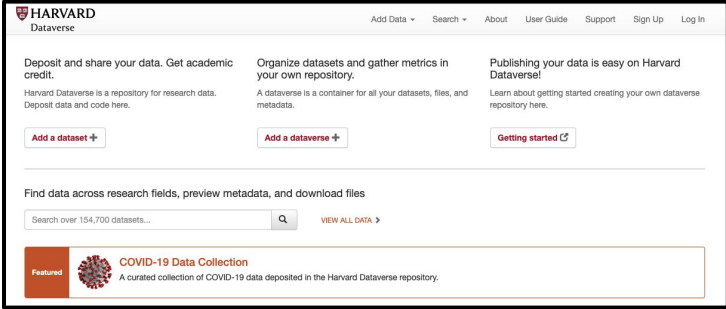 HARVARD
Dataverse
Add Data
Search
About
User Guide
Support
Sign Up
Log In
Deposit and share your data. Get academic
credit.
Harvard Dataverse is a repository for research data.
Deposit data and code here.
Add a dataset +
Organize datasets and gather metrics in
your own repository.
A dataverse is a container for all your datasets, files, and
metadata.
Add a dataverse +
Publishing your data is easy on Harvard
Dataverse!
Learn about getting started creating your own dataverse
repository here.
Getting started
Find data across research fields, preview metadata, and download files
Search over 154,700 datasets...
VIEW ALL DATA >
Featured
COVID-19 Data Collection
A curated collection of COVID-19 data deposited in the Harvard Dataverse repository.